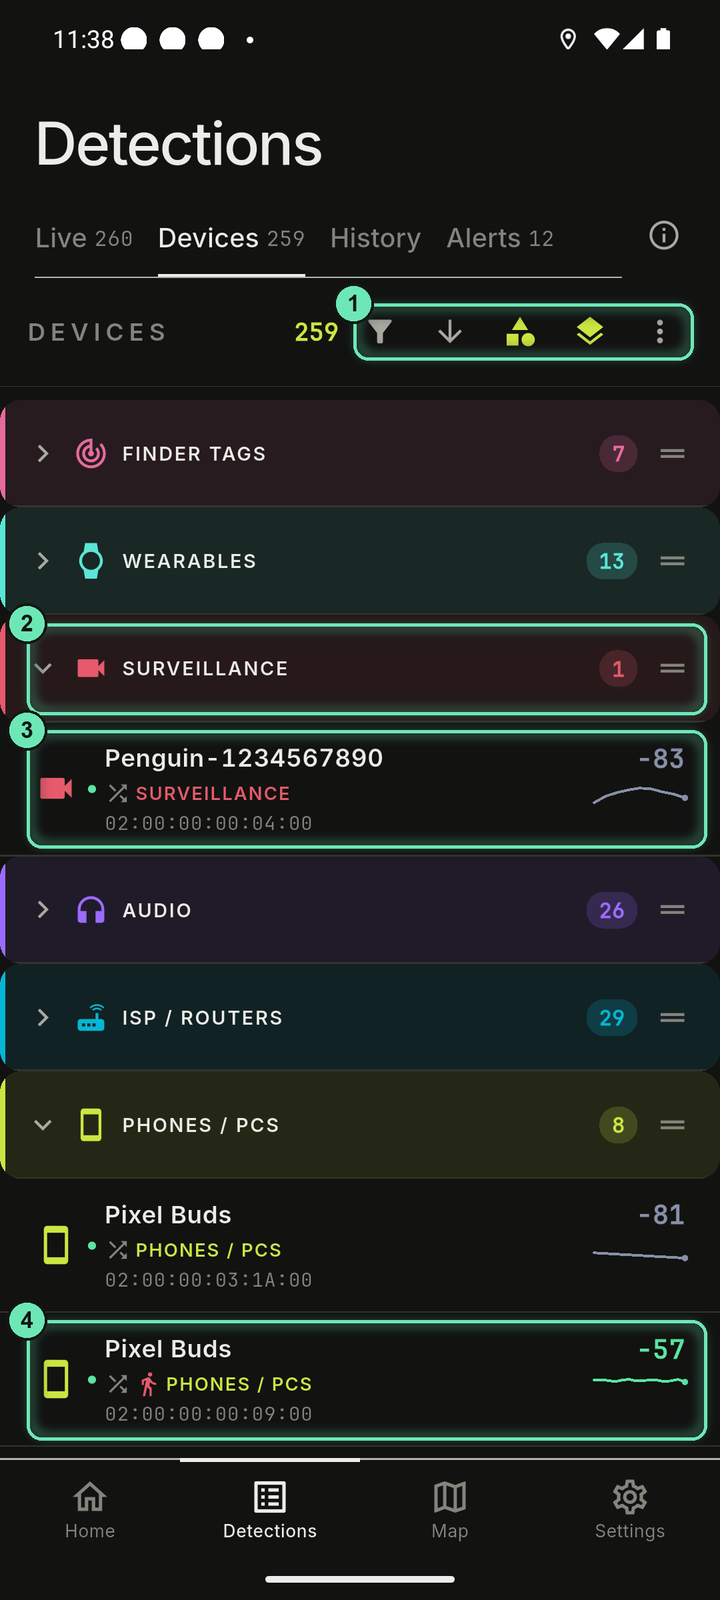 11:38
Detections
Live 260 Devices 259 History Alerts 12
1
DEVICES 259
FINDER TAGS 7
WEARABLES 13
2
SURVEILLANCE 1
3
Penguin-1234567890 -83
SURVEILLANCE
02:00:00:00:04:00
AUDIO 26
ISP / ROUTERS 29
PHONES / PCS 8
Pixel Buds -81
PHONES / PCS
02:00:00:03:1A:00
4
Pixel Buds -57
PHONES / PCS
02:00:00:00:09:00
Home Detections Map Settings